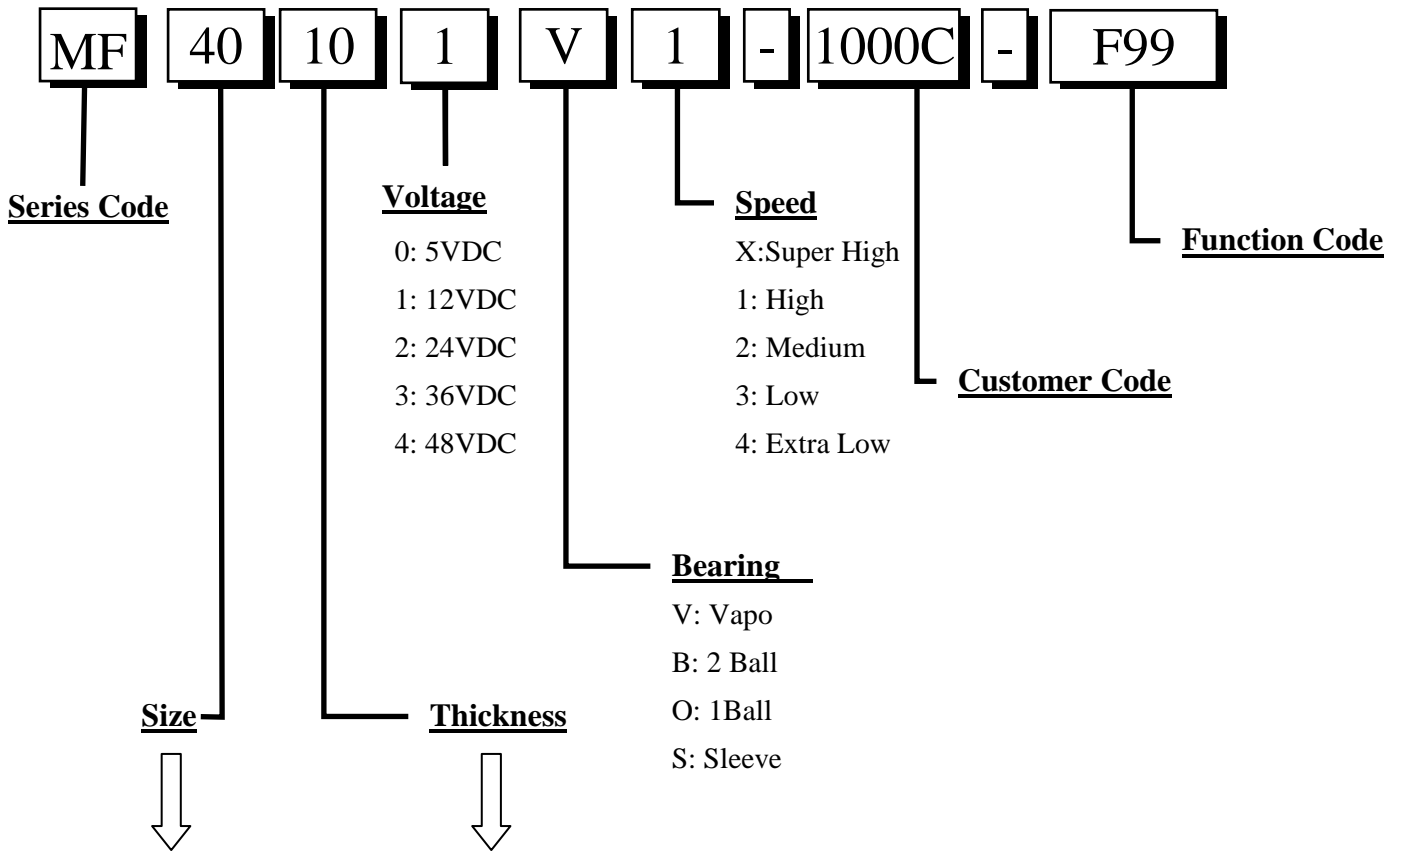 MF 40 10 1 V 1 - 1000C - F99
Series Code
Voltage
0: 5VDC
1: 12VDC
2: 24VDC
3: 36VDC
4: 48VDC
Speed
X:Super High
1: High
2: Medium
3: Low
4: Extra Low
Function Code
Customer Code
Bearing
V: Vapo
B: 2 Ball
O: 1Ball
S: Sleeve
Size
Thickness